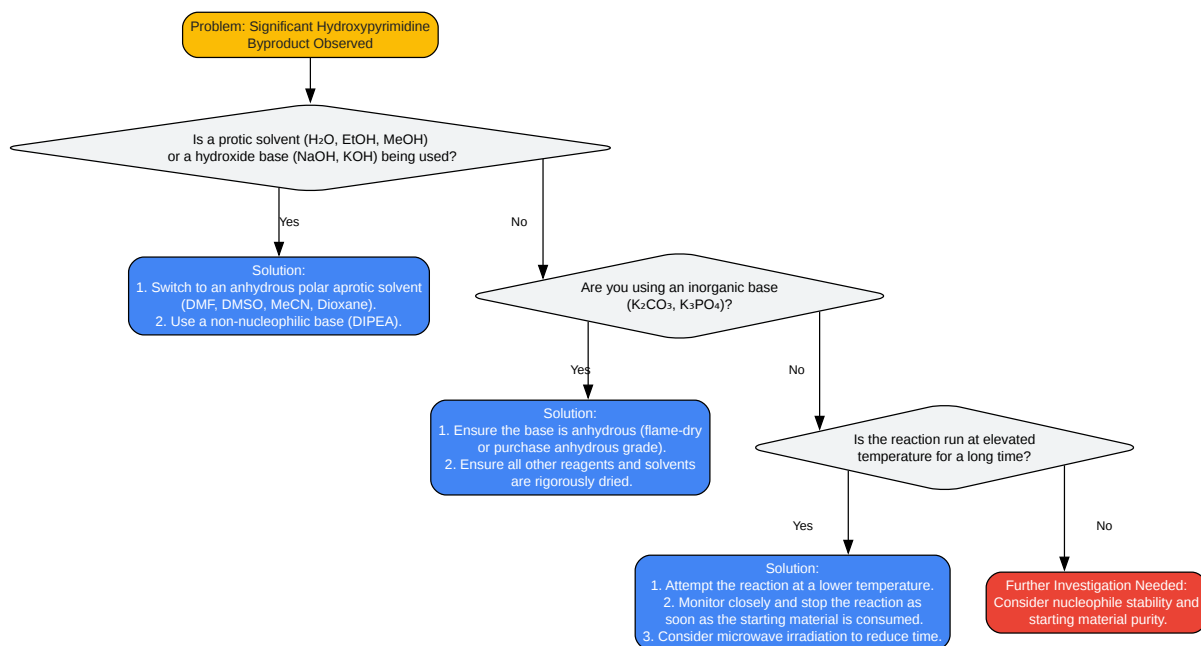 Problem: Significant Hydroxypyrimidine
Byproduct Observed
Is a protic solvent (H₂O, EtOH, MeOH)
or a hydroxide base (NaOH, KOH) being used?
Yes
No
Solution:
1. Switch to an anhydrous polar aprotic solvent
(DMF, DMSO, MeCN, Dioxane).
2. Use a non-nucleophilic base (DIPEA).
Are you using an inorganic base
(K₂CO₃, K₃PO₄)?
Yes
No
Solution:
1. Ensure the base is anhydrous (flame-dry
or purchase anhydrous grade).
2. Ensure all other reagents and solvents
are rigorously dried.
Is the reaction run at elevated
temperature for a long time?
Yes
No
Solution:
1. Attempt the reaction at a lower temperature.
2. Monitor closely and stop the reaction as
soon as the starting material is consumed.
3. Consider microwave irradiation to reduce time.
Further Investigation Needed:
Consider nucleophile stability and
starting material purity.